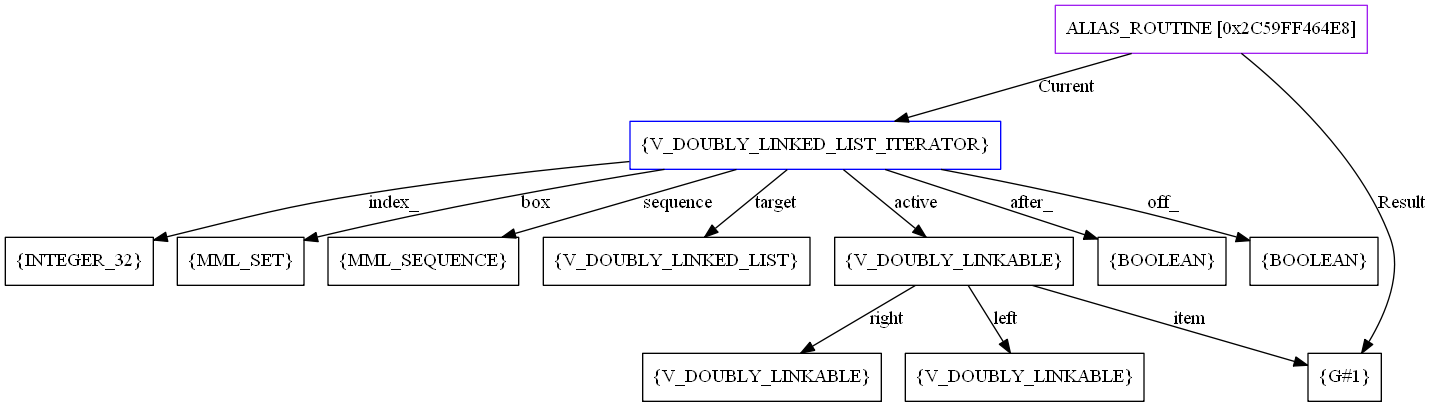 ALIAS_ROUTINE [0x2C59FF464E8]
Current
{V_DOUBLY_LINKED_LIST_ITERATOR}
index_ box sequence target active after_ off_ Result
{INTEGER_32} {MML_SET} {MML_SEQUENCE} {V_DOUBLY_LINKED_LIST} {V_DOUBLY_LINKABLE} {BOOLEAN} {BOOLEAN}
right left item
{V_DOUBLY_LINKABLE} {V_DOUBLY_LINKABLE} {G#1}